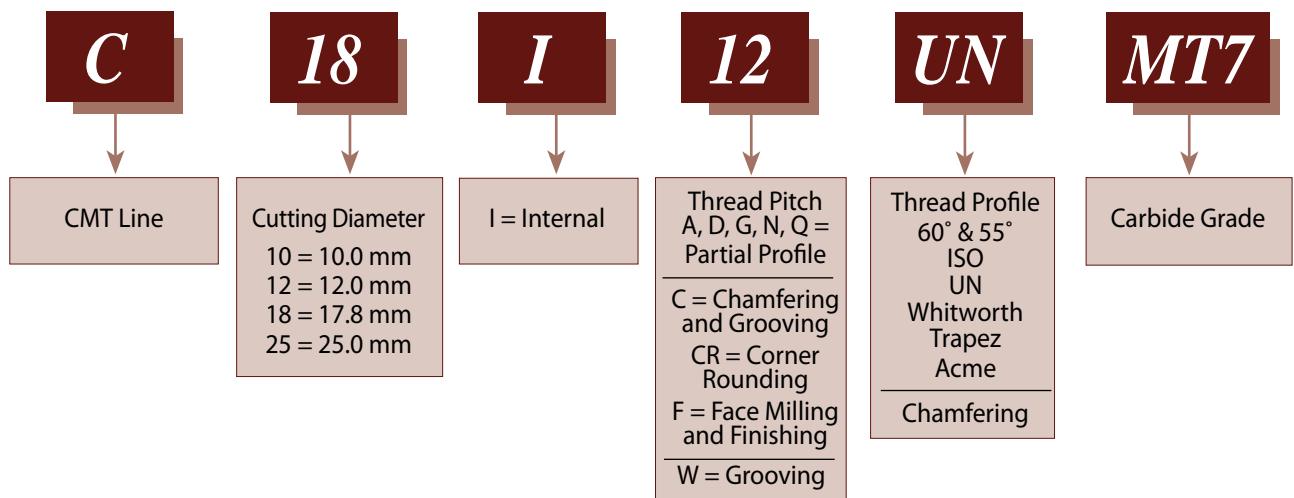 C
18
I
12
UN
MT7
CMT Line
Cutting Diameter
10 = 10.0 mm
12 = 12.0 mm
18 = 17.8 mm
25 = 25.0 mm
I = Internal
Thread Pitch
A, D, G, N, Q =
Partial Profile
C = Chamfering
and Grooving
CR = Corner
Rounding
F = Face Milling
and Finishing
W = Grooving
Thread Profile
60˚ & 55˚
ISO
UN
Whitworth
Trapez
Acme
Chamfering
Carbide Grade